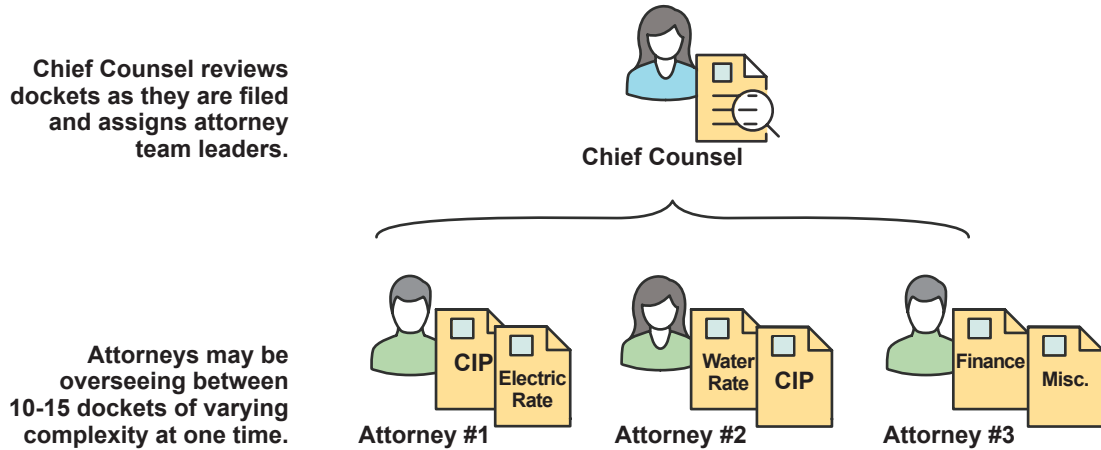 Chief Counsel reviews
dockets as they are filed
and assigns attorney
team leaders.
Chief Counsel
Attorneys may be
overseeing between
10-15 dockets of varying
complexity at one time.
CIP
Electric
Rate
Attorney #1
Water
Rate
CIP
Attorney #2
Finance
Misc.
Attorney #3